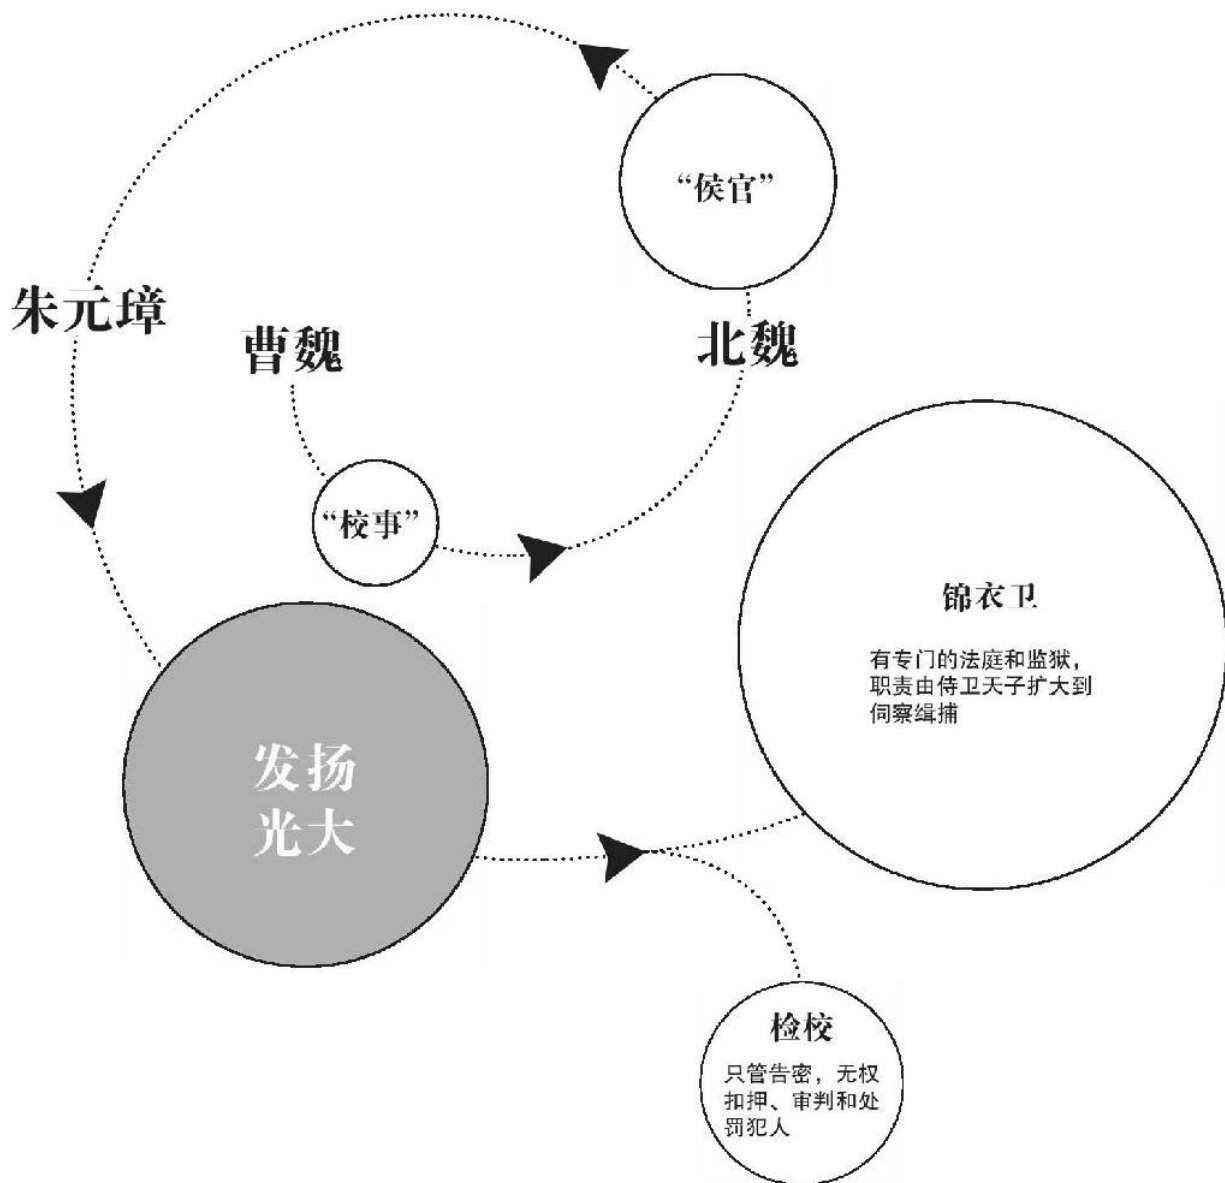 “侯官”
朱元璋
曹魏
北魏
“校事”
锦衣卫
有专门的法庭和监狱，
职责由侍卫天子扩大到
伺察缉捕
发扬
光大
检校
只管告密，无权
扣押、审判和处
罚犯人